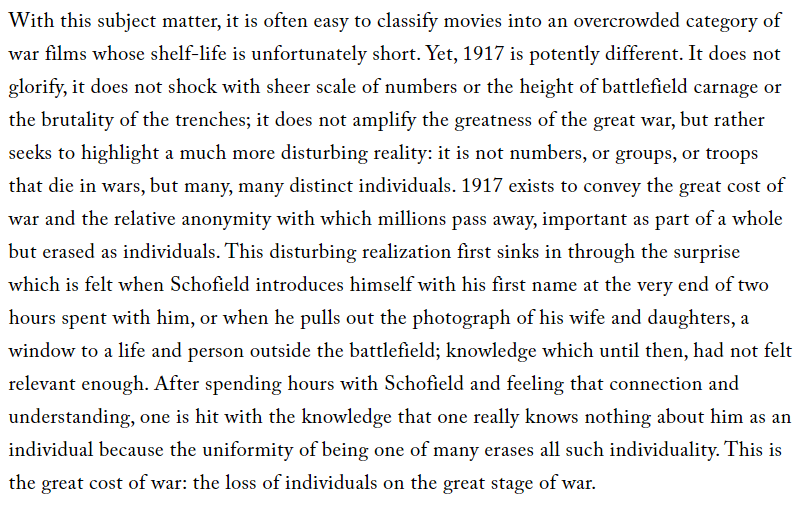 With this subject matter, it is often easy to classify movies into an overcrowded category of
war films whose shelf-life is unfortunately short. Yet, 1917 is potently different. It does not
glorify, it does not shock with sheer scale of numbers or the height of battlefield carnage or
the brutality of the trenches; it does not amplify the greatness of the great war, but rather
seeks to highlight a much more disturbing reality: it is not numbers, or groups, or troops
that die in wars, but many, many distinct individuals. 1917 exists to convey the great cost of
war and the relative anonymity with which millions pass away, important as part of a whole
but erased as individuals. This disturbing realization first sinks in through the surprise
which is felt when Schofield introduces himself with his first name at the very end of two
hours spent with him, or when he pulls out the photograph of his wife and daughters, a
window to a life and person outside the battlefield; knowledge which until then, had not felt
relevant enough. After spending hours with Schofield and feeling that connection and
understanding, one is hit with the knowledge that one really knows nothing about him as an
individual because the uniformity of being one of many erases all such individuality. This is
the great cost of war: the loss of individuals on the great stage of war.